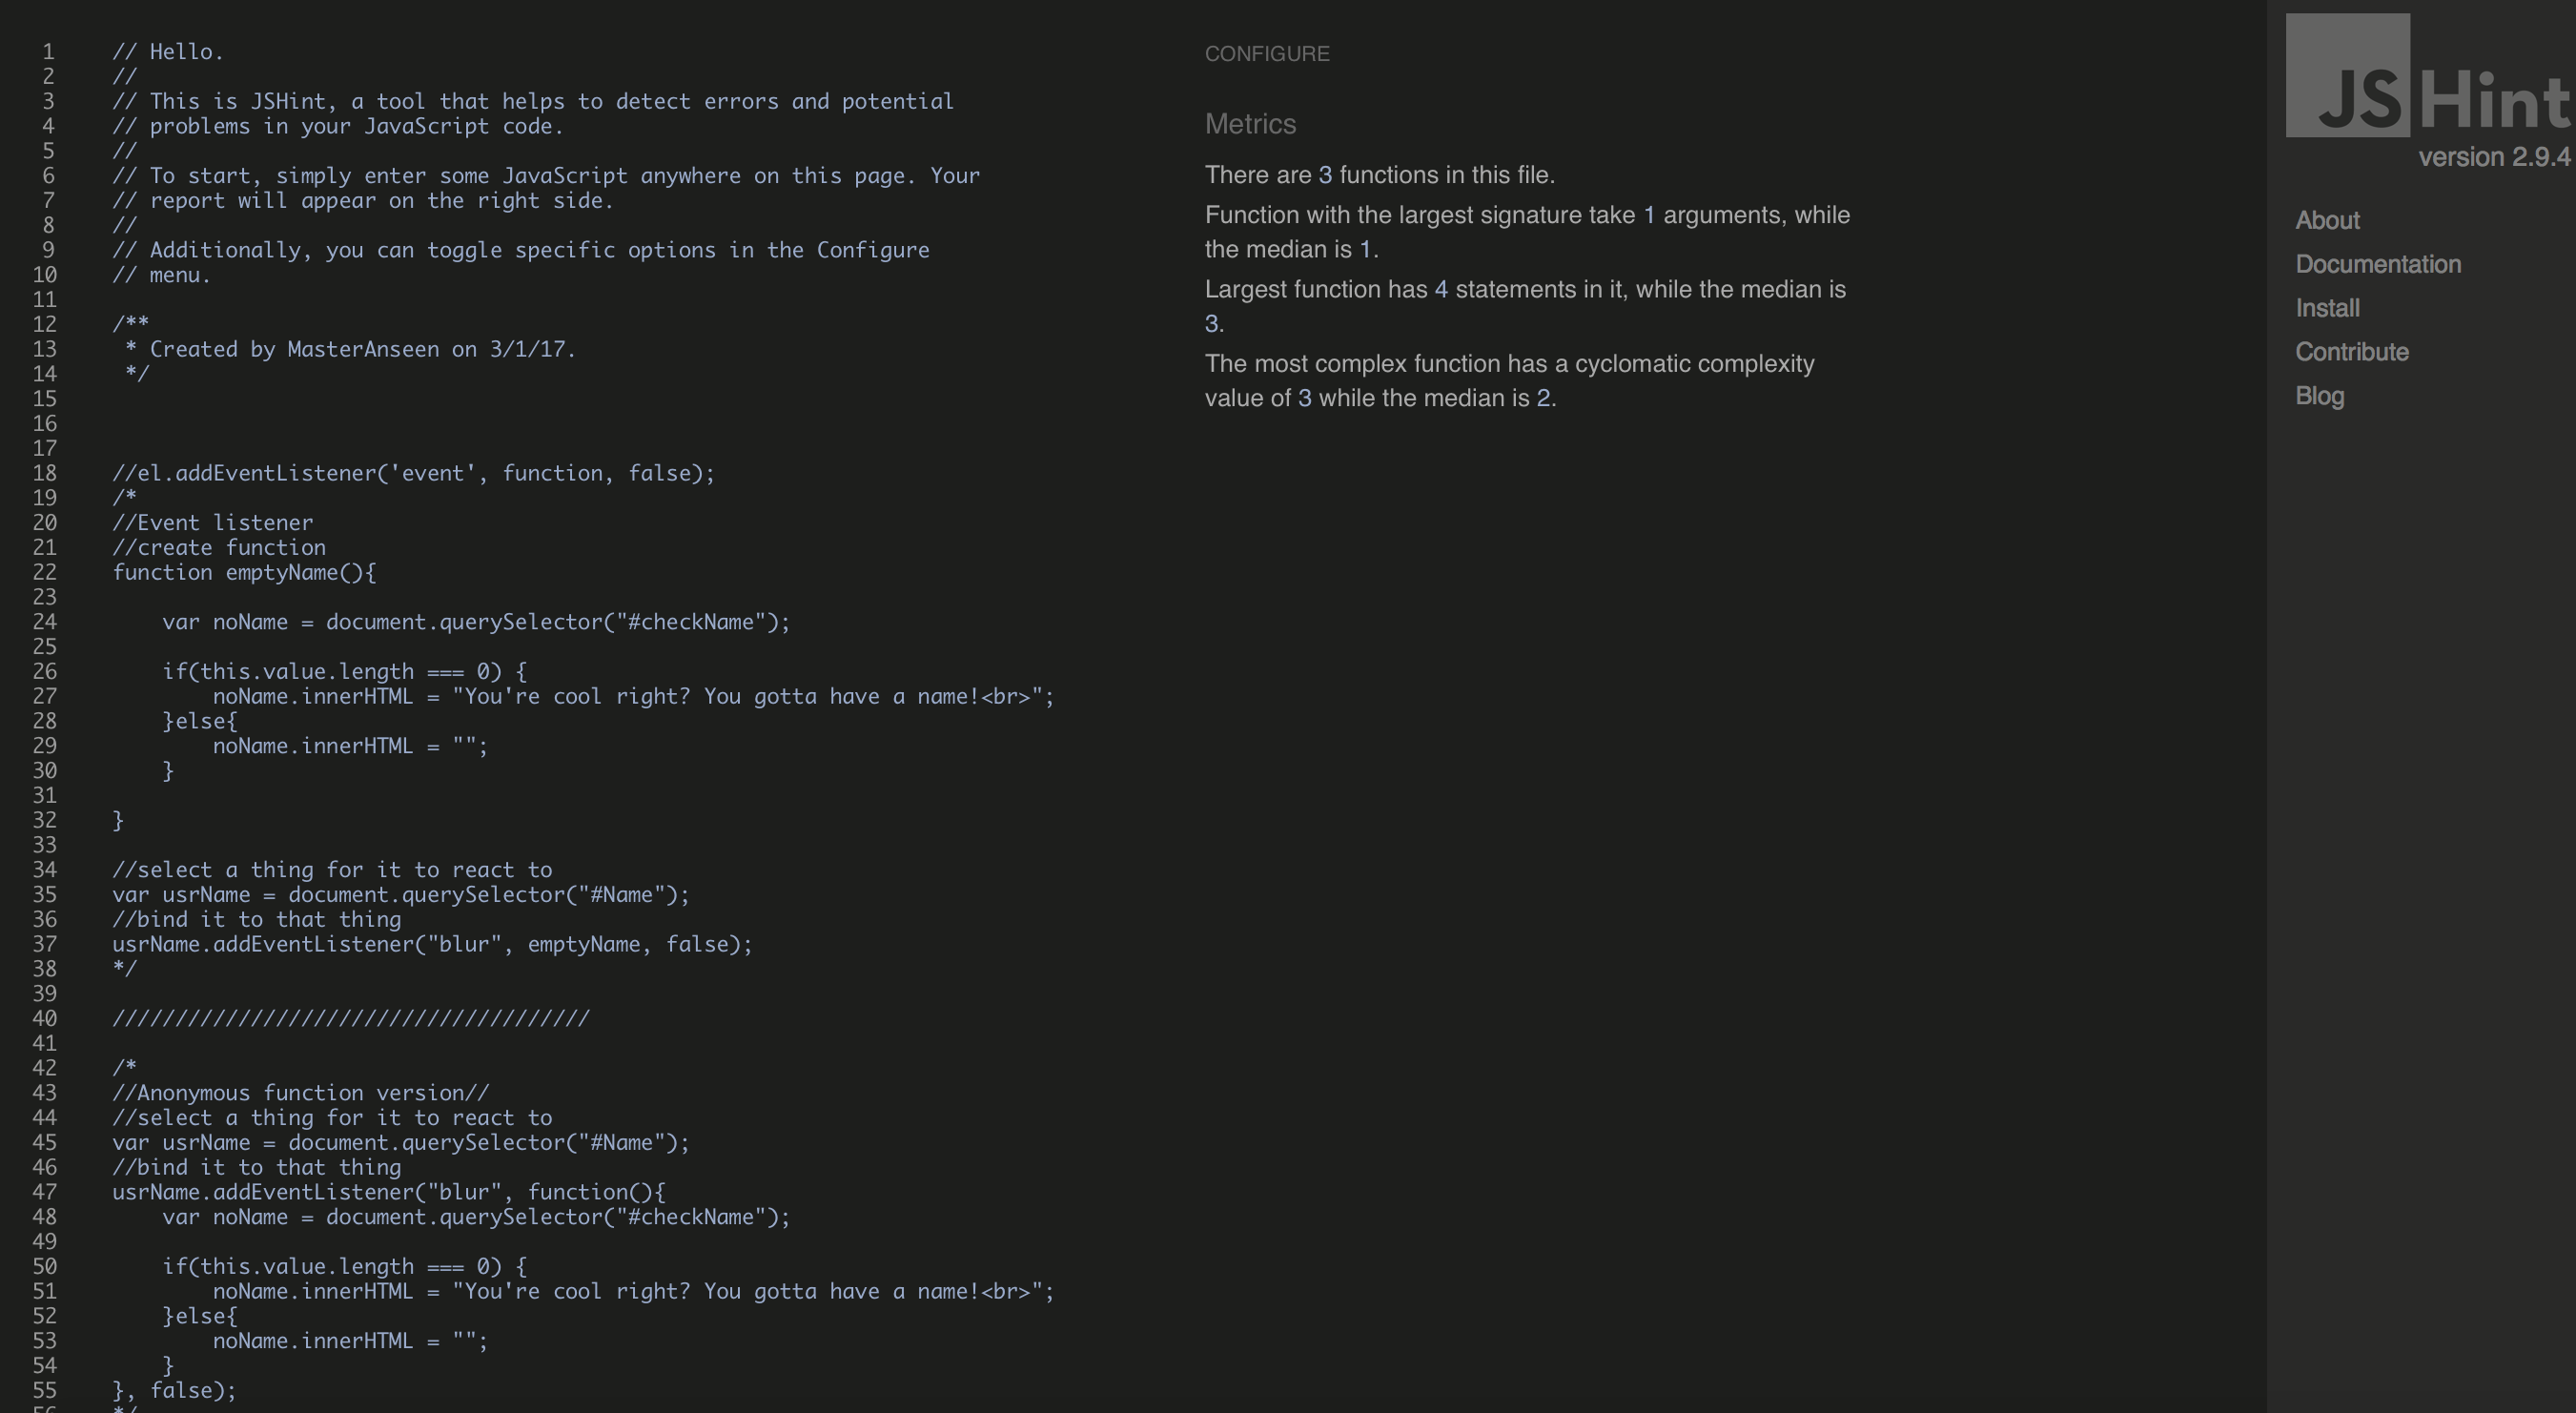 1 // Hello.
2 //
3 // This is JSHint, a tool that helps to detect errors and potential
4 // problems in your JavaScript code.
5 //
6 // To start, simply enter some JavaScript anywhere on this page. Your
7 // report will appear on the right side.
8 //
9 // Additionally, you can toggle specific options in the Configure
10 // menu.
11
12 /**
13  * Created by MasterAnseen on 3/1/17.
14  */
15
16
17
18 //el.addEventListener('event', function, false);
19 /*
20 //Event listener
21 //create function
22 function emptyName(){
23
24     var noName = document.querySelector("#checkName");
25
26     if(this.value.length === 0) {
27         noName.innerHTML = "You're cool right? You gotta have a name!<br>";
28     }else{
29         noName.innerHTML = "";
30     }
31
32 }
33
34 //select a thing for it to react to
35 var usrName = document.querySelector("#Name");
36 //bind it to that thing
37 usrName.addEventListener("blur", emptyName, false);
38 */
39
40 //////////////////////////////////////
41
42 /*
43 //Anonymous function version//
44 //select a thing for it to react to
45 var usrName = document.querySelector("#Name");
46 //bind it to that thing
47 usrName.addEventListener("blur", function(){
48     var noName = document.querySelector("#checkName");
49
50     if(this.value.length === 0) {
51         noName.innerHTML = "You're cool right? You gotta have a name!<br>";
52     }else{
53         noName.innerHTML = "";
54     }
55 }, false);
56 */
CONFIGURE
Metrics
There are 3 functions in this file.
Function with the largest signature take 1 arguments, while
the median is 1.
Largest function has 4 statements in it, while the median is
3.
The most complex function has a cyclomatic complexity
value of 3 while the median is 2.
JSHint
version 2.9.4
About
Documentation
Install
Contribute
Blog